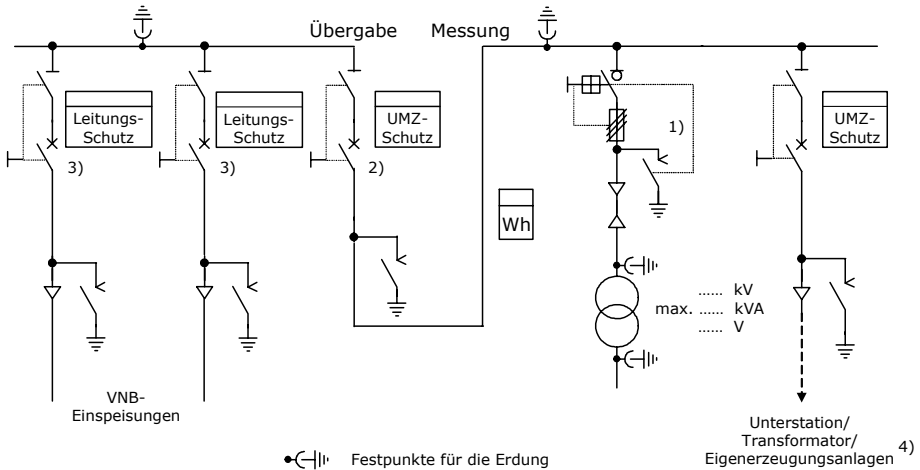 Übergabe Messung
Leitungs-
Schutz
3)
Leitungs-
Schutz
3)
UMZ-
Schutz
2)
Wh
1)
UMZ-
Schutz
...... kV
max. ...... kVA
...... V
VNB-
Einspeisungen
Unterstation/
Transformator/
Eigenerzeugungsanlagen 4)
Festpunkte für die Erdung